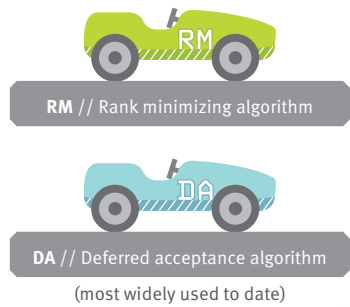 RM
RM // Rank minimizing algorithm
DA
DA // Deferred acceptance algorithm
(most widely used to date)